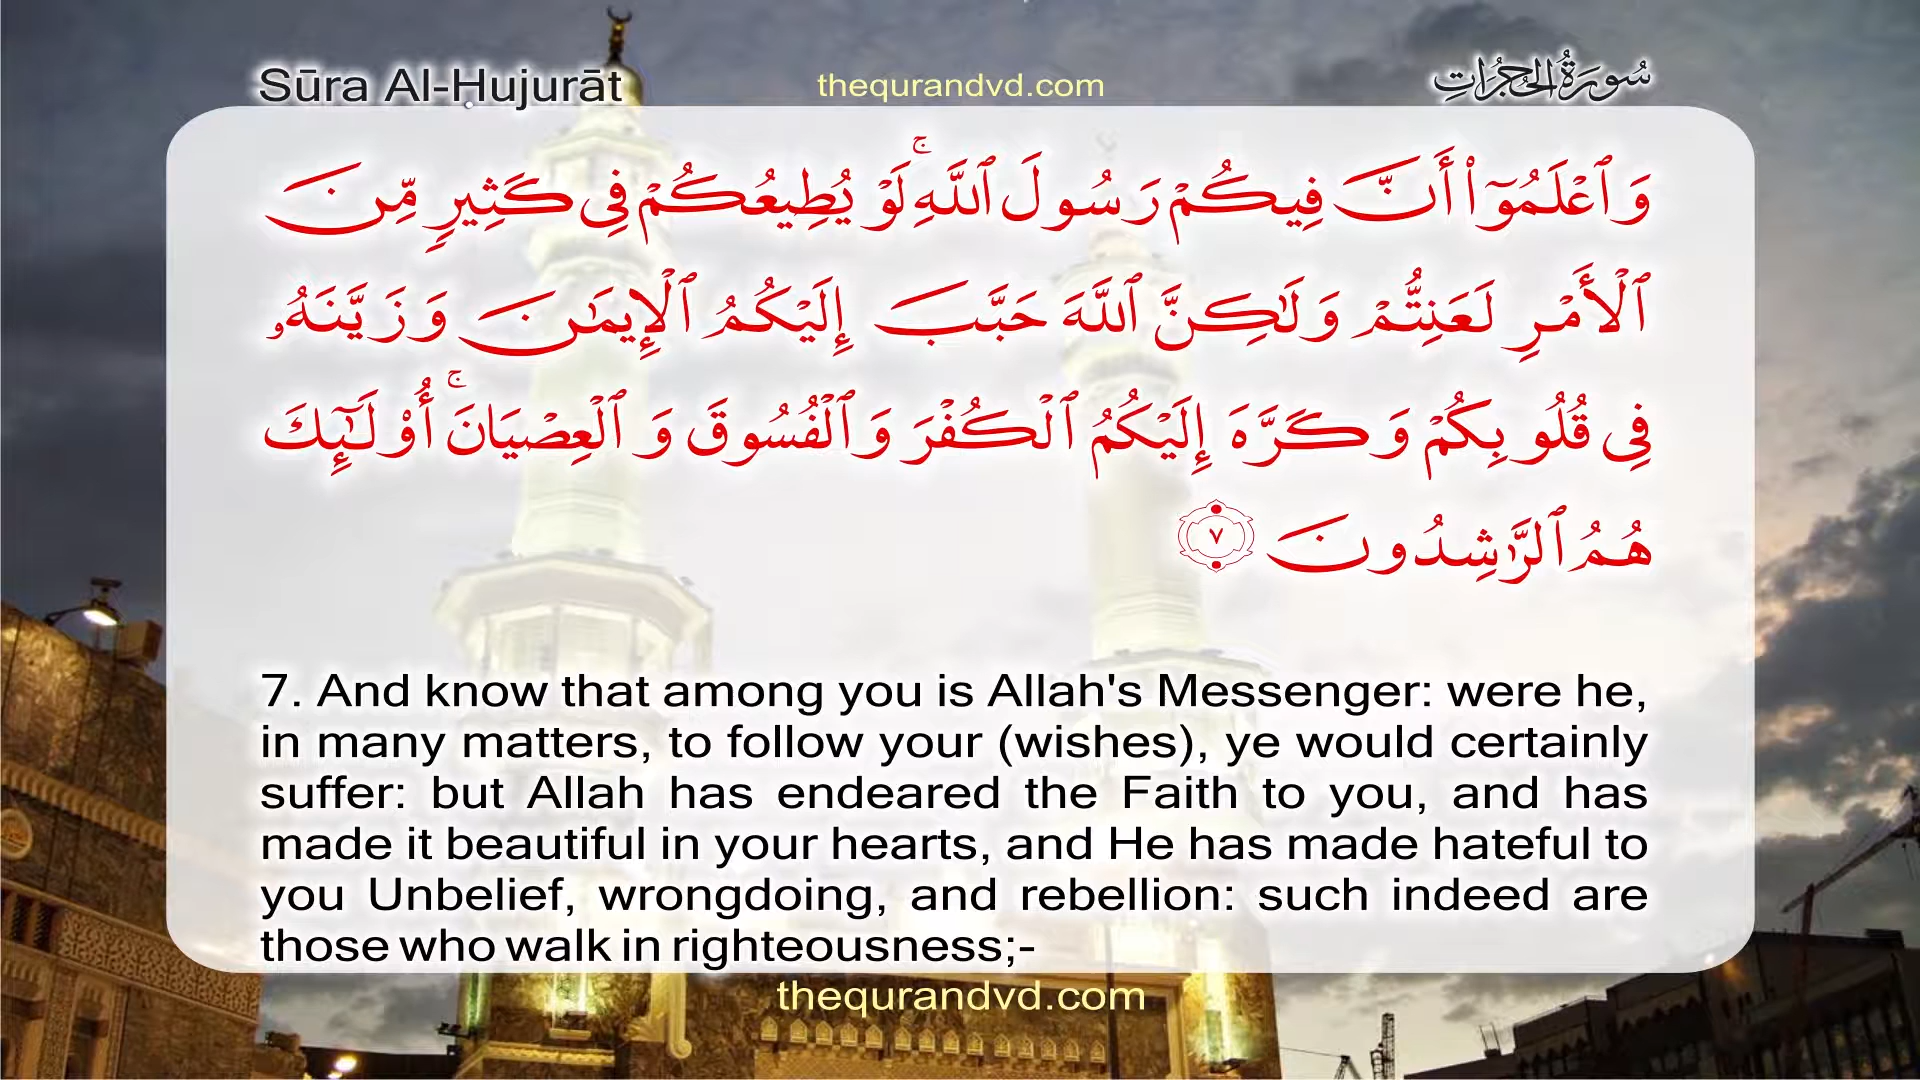 Sūra Al-Ḥujurāt
thequrandvd.com
سُورَةُ الحُجُرَاتِ
وَٱعْلَمُوٓا۟ أَنَّ فِيكُمْ رَسُولَ ٱللَّهِ ۚ لَوْ يُطِيعُكُمْ فِى كَثِيرٍ مِّنَ
ٱلْأَمْرِ لَعَنِتُّمْ وَلَـٰكِنَّ ٱللَّهَ حَبَّبَ إِلَيْكُمُ ٱلْإِيمَـٰنَ وَزَيَّنَهُۥ
فِى قُلُوبِكُمْ وَكَرَّهَ إِلَيْكُمُ ٱلْكُفْرَ وَٱلْفُسُوقَ وَٱلْعِصْيَانَ ۚ أُو۟لَـٰٓئِكَ
هُمُ ٱلرَّٰشِدُونَ ٧
7. And know that among you is Allah's Messenger: were he,
in many matters, to follow your (wishes), ye would certainly
suffer: but Allah has endeared the Faith to you, and has
made it beautiful in your hearts, and He has made hateful to
you Unbelief, wrongdoing, and rebellion: such indeed are
those who walk in righteousness;-
thequrandvd.com